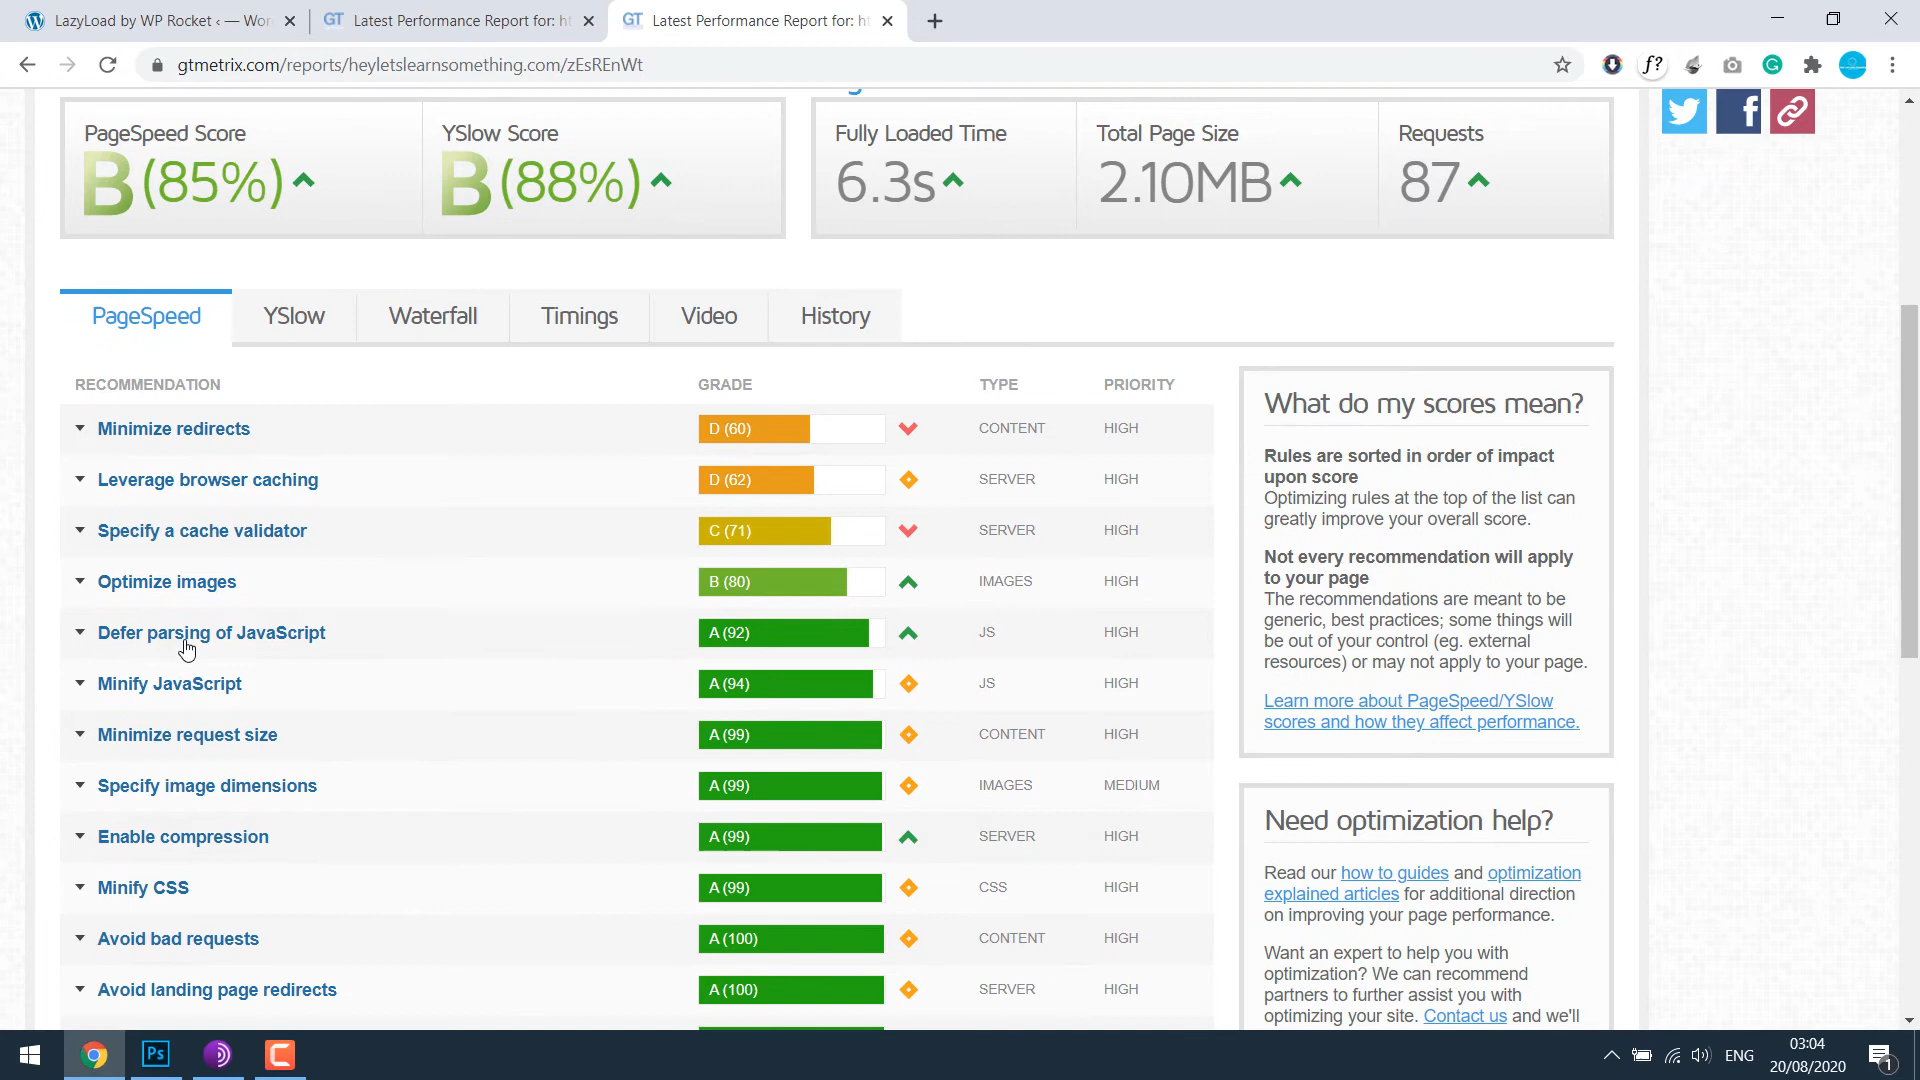 LazyLoad by WP Rocket ‹ — Wor
GT Latest Performance Report for: ht
GT Latest Performance Report for: ht
gtmetrix.com/reports/heyletslearnsomething.com/zEsREnWt
f?
PageSpeed Score
B (85%)
YSlow Score
B (88%)
Fully Loaded Time
6.3s
Total Page Size
2.10MB
Requests
87
PageSpeed
YSlow
Waterfall
Timings
Video
History
RECOMMENDATION GRADE TYPE PRIORITY
Minimize redirects D (60) CONTENT HIGH
Leverage browser caching D (62) SERVER HIGH
Specify a cache validator C (71) SERVER HIGH
Optimize images B (80) IMAGES HIGH
Defer parsing of JavaScript A (92) JS HIGH
Minify JavaScript A (94) JS HIGH
Minimize request size A (99) CONTENT HIGH
Specify image dimensions A (99) IMAGES MEDIUM
Enable compression A (99) SERVER HIGH
Minify CSS A (99) CSS HIGH
Avoid bad requests A (100) CONTENT HIGH
Avoid landing page redirects A (100) SERVER HIGH
What do my scores mean?
Rules are sorted in order of impact
upon score
Optimizing rules at the top of the list can
greatly improve your overall score.
Not every recommendation will apply
to your page
The recommendations are meant to be
generic, best practices; some things will
be out of your control (eg. external
resources) or may not apply to your page.
Learn more about PageSpeed/YSlow
scores and how they affect performance.
Need optimization help?
Read our how to guides and optimization
explained articles for additional direction
on improving your page performance.
Want an expert to help you with
optimization? We can recommend
partners to further assist you with
optimizing your site. Contact us and we'll
Ps
ENG
03:04
20/08/2020
1